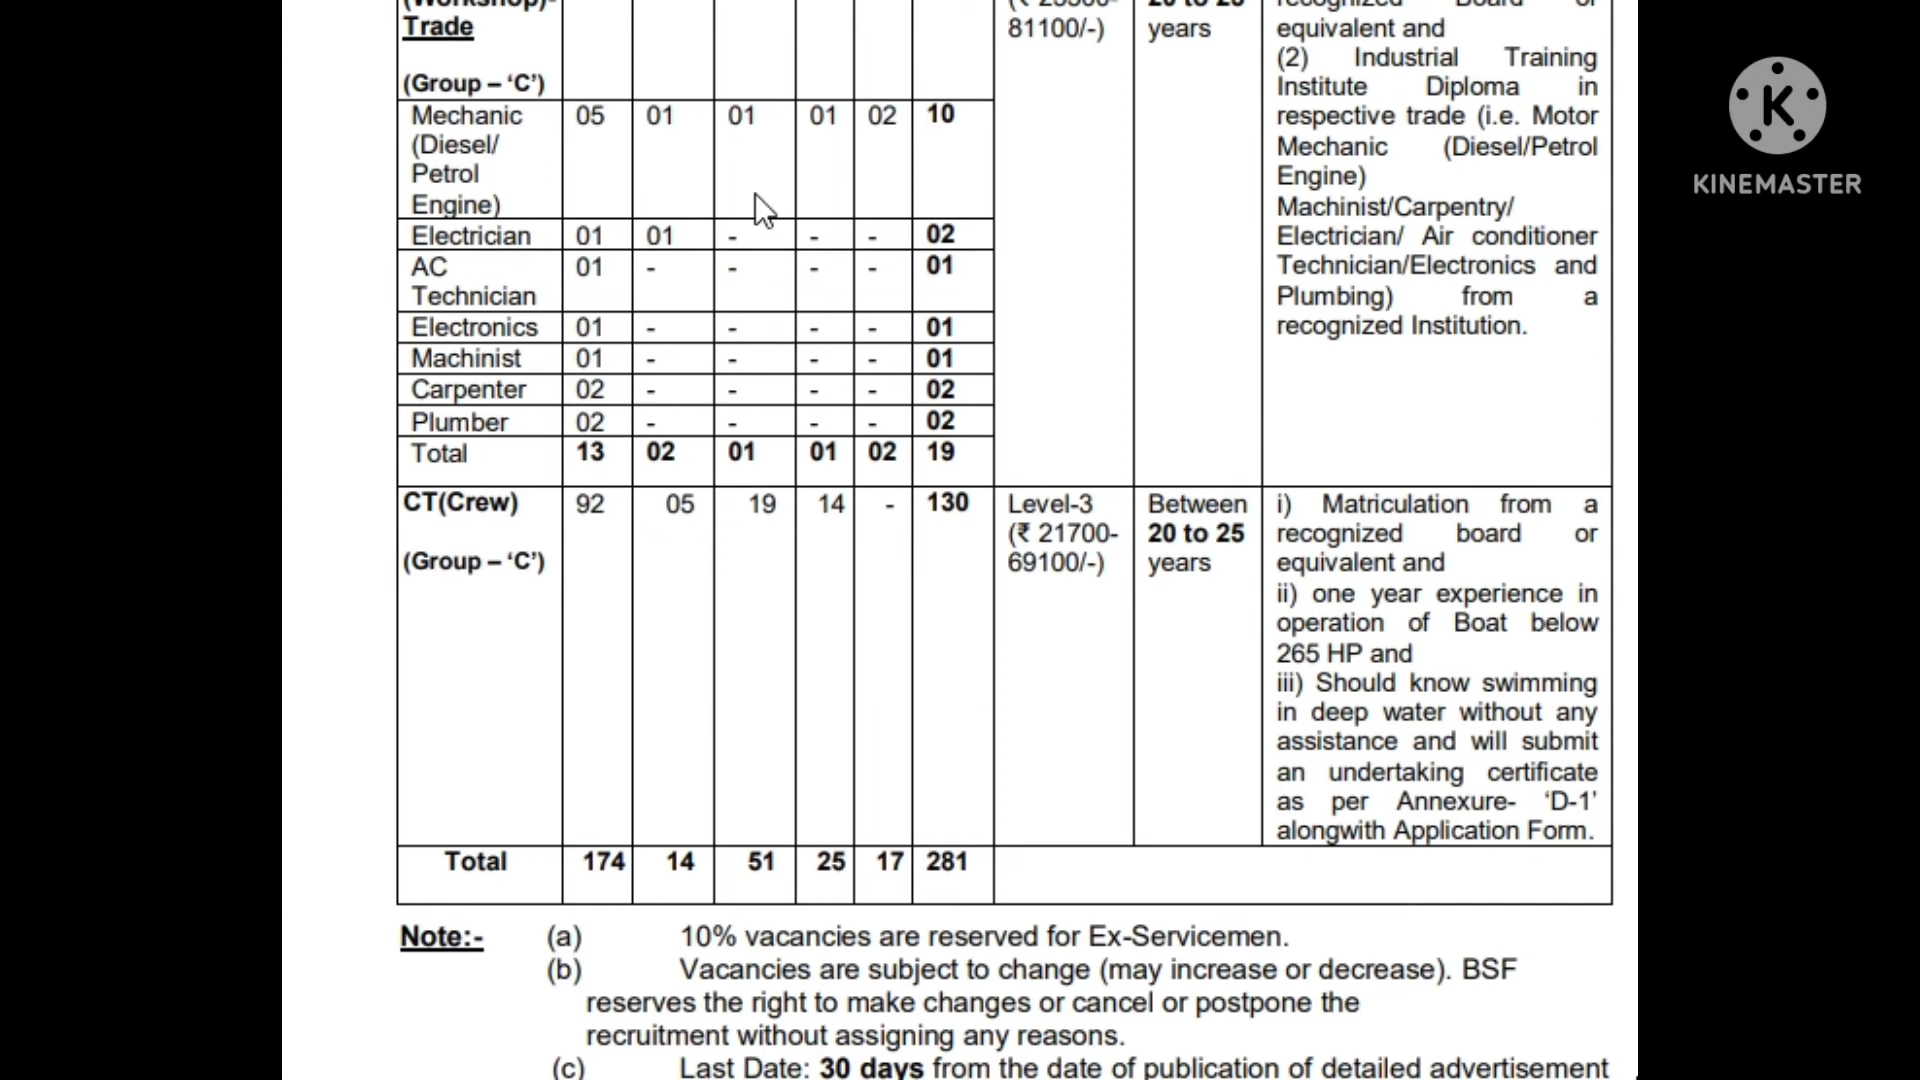 Trade
81100/-)
years
equivalent and
(Group – ‘C’)
(2) Industrial Training
Institute Diploma in
respective trade (i.e. Motor
Mechanic (Diesel/Petrol
Engine)
Machinist/Carpentry/
Electrician/ Air conditioner
Technician/Electronics and
Plumbing) from a
recognized Institution.
Mechanic 05 01 01 01 02 10
(Diesel/
Petrol
Engine)
Electrician 01 01 - - - 02
AC 01 - - - - 01
Technician
Electronics 01 - - - - 01
Machinist 01 - - - - 01
Carpenter 02 - - - - 02
Plumber 02 - - - - 02
Total 13 02 01 01 02 19
CT(Crew) 92 05 19 14 - 130
(Group – ‘C’)
Level-3
(₹ 21700-
69100/-)
Between
20 to 25
years
i) Matriculation from a
recognized board or
equivalent and
ii) one year experience in
operation of Boat below
265 HP and
iii) Should know swimming
in deep water without any
assistance and will submit
an undertaking certificate
as per Annexure- ‘D-1’
alongwith Application Form.
Total 174 14 51 25 17 281
Note:- (a) 10% vacancies are reserved for Ex-Servicemen.
(b) Vacancies are subject to change (may increase or decrease). BSF
reserves the right to make changes or cancel or postpone the
recruitment without assigning any reasons.
(c) Last Date: 30 days from the date of publication of detailed advertisement
K
KINEMASTER